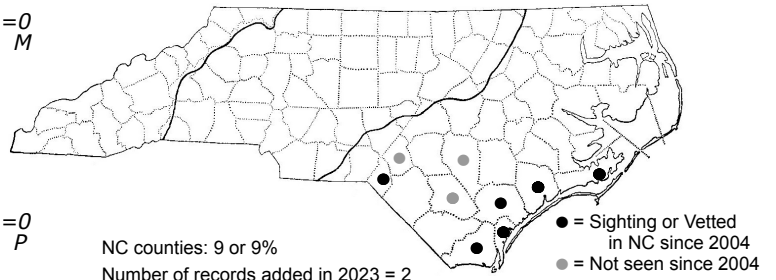 =0
M
=0
P
NC counties: 9 or 9%
Number of records added in 2023 = 2
= Sighting or Vetted
in NC since 2004
= Not seen since 2004